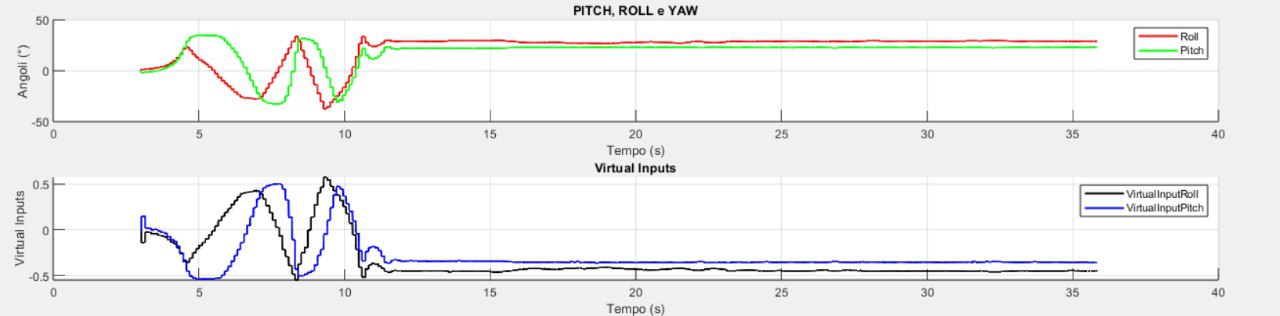 PITCH, ROLL e YAW
50
0
-50
Angoli (°)
Roll
Pitch
0 5 10 15 20 25 30 35 40
Tempo (s)
Virtual Inputs
0.5
0
-0.5
Virtual Inputs
VirtualInputRoll
VirtualInputPitch
0 5 10 15 20 25 30 35 40
Tempo (s)